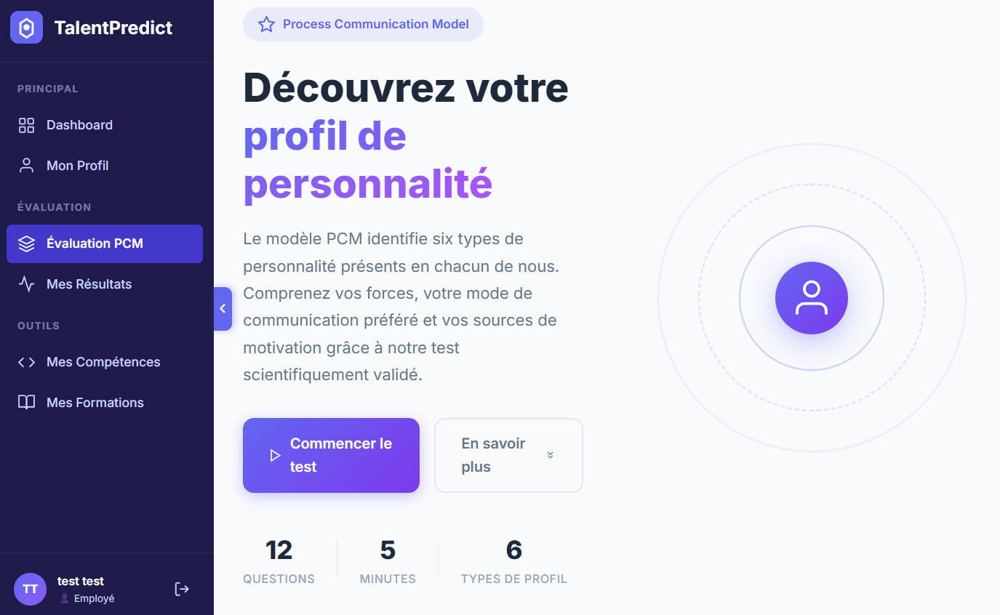 TalentPredict
PRINCIPAL
Dashboard
Mon Profil
ÉVALUATION
Évaluation PCM
Mes Résultats
OUTILS
Mes Compétences
Mes Formations
TT
test test
Employé
Process Communication Model
Découvrez votre
profil de
personnalité
Le modèle PCM identifie six types de
personnalité présents en chacun de nous.
Comprenez vos forces, votre mode de
communication préféré et vos sources de
motivation grâce à notre test
scientifiquement validé.
Commencer le
test
En savoir
plus
12
QUESTIONS
5
MINUTES
6
TYPES DE PROFIL